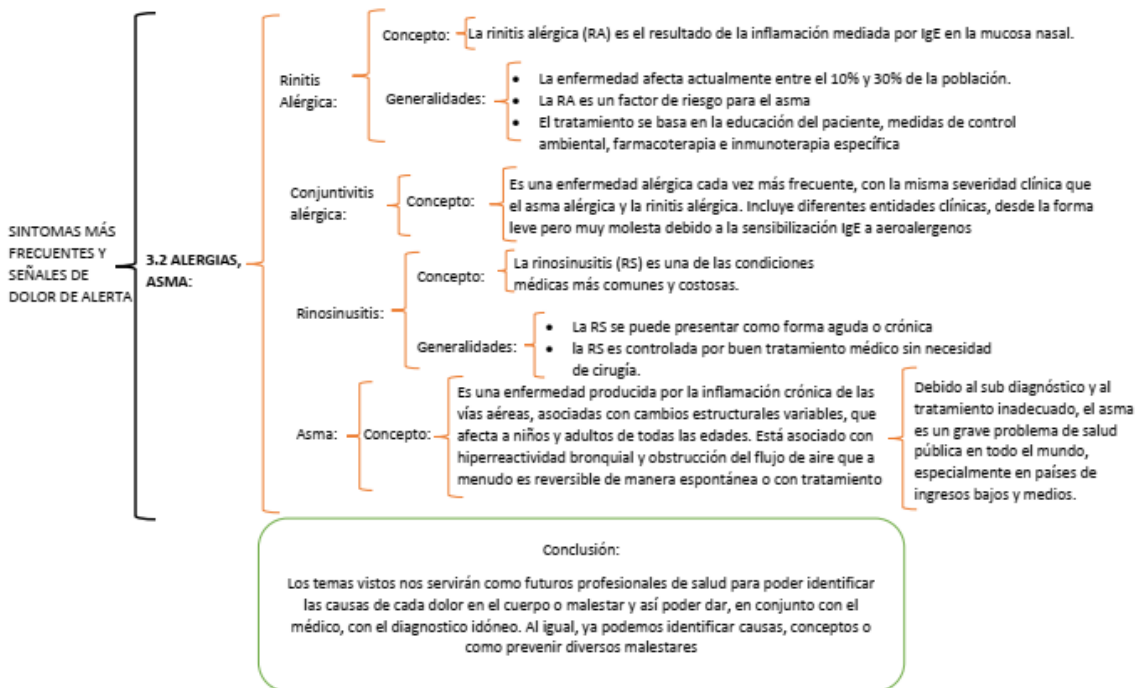 SINTOMAS MÁS
FRECUENTES Y
SEÑALES DE
DOLOR DE ALERTA
3.2 ALERGIAS,
ASMA:
Rinitis
Alérgica:
Concepto:
La rinitis alérgica (RA) es el resultado de la inflamación mediada por IgE en la mucosa nasal.
Generalidades:
• La enfermedad afecta actualmente entre el 10% y 30% de la población.
• La RA es un factor de riesgo para el asma
• El tratamiento se basa en la educación del paciente, medidas de control
ambiental, farmacoterapia e inmunoterapia específica
Conjuntivitis
alérgica:
Concepto:
Es una enfermedad alérgica cada vez más frecuente, con la misma severidad clínica que
el asma alérgica y la rinitis alérgica. Incluye diferentes entidades clínicas, desde la forma
leve pero muy molesta debido a la sensibilización IgE a aeroalergenos
Rinosinusitis:
Concepto:
La rinosinusitis (RS) es una de las condiciones
médicas más comunes y costosas.
Generalidades:
• La RS se puede presentar como forma aguda o crónica
• la RS es controlada por buen tratamiento médico sin necesidad
de cirugía.
Asma:
Concepto:
Es una enfermedad producida por la inflamación crónica de las
vías aéreas, asociadas con cambios estructurales variables, que
afecta a niños y adultos de todas las edades. Está asociado con
hiperreactividad bronquial y obstrucción del flujo de aire que a
menudo es reversible de manera espontánea o con tratamiento
Debido al sub diagnóstico y al
tratamiento inadecuado, el asma
es un grave problema de salud
pública en todo el mundo,
especialmente en países de
ingresos bajos y medios.
Conclusión:
Los temas vistos nos servirán como futuros profesionales de salud para poder identificar
las causas de cada dolor en el cuerpo o malestar y así poder dar, en conjunto con el
médico, con el diagnostico idóneo. Al igual, ya podemos identificar causas, conceptos o
como prevenir diversos malestares